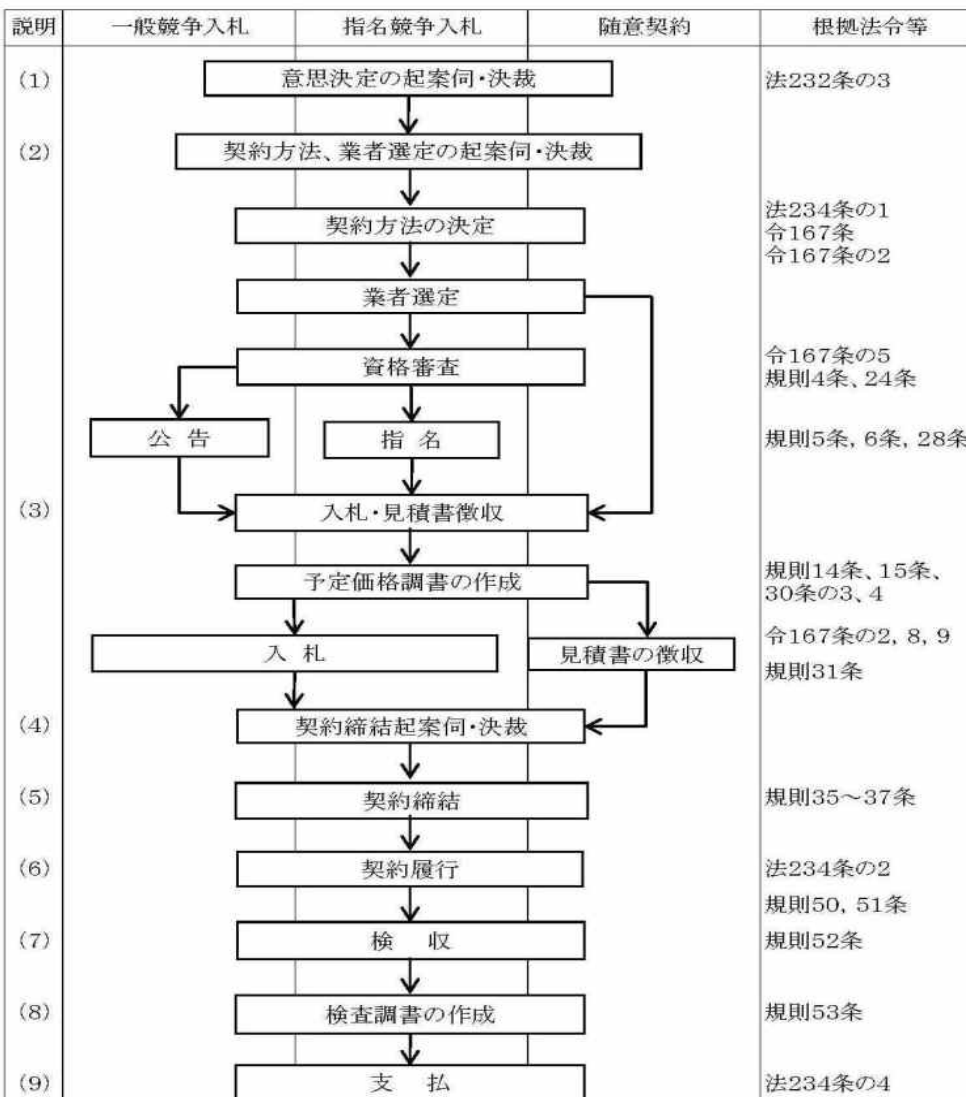 説明 一般競争入札 指名競争入札 随意契約 根拠法令等
(1) 意思決定の起案伺・決裁 法232条の3
(2) 契約方法、業者選定の起案伺・決裁
契約方法の決定 法234条の1
令167条
令167条の2
業者選定
資格審査 令167条の5
規則4条、24条
公 告 指 名 規則5条, 6条, 28条
(3) 入札・見積書徴収
予定価格調書の作成 規則14条、15条、
30条の3、4
入 札 見積書の徴収 令167条の2, 8, 9
規則31条
(4) 契約締結起案伺・決裁
(5) 契約締結 規則35～37条
(6) 契約履行 法234条の2
規則50, 51条
(7) 検 収 規則52条
(8) 検査調書の作成 規則53条
(9) 支 払 法234条の4